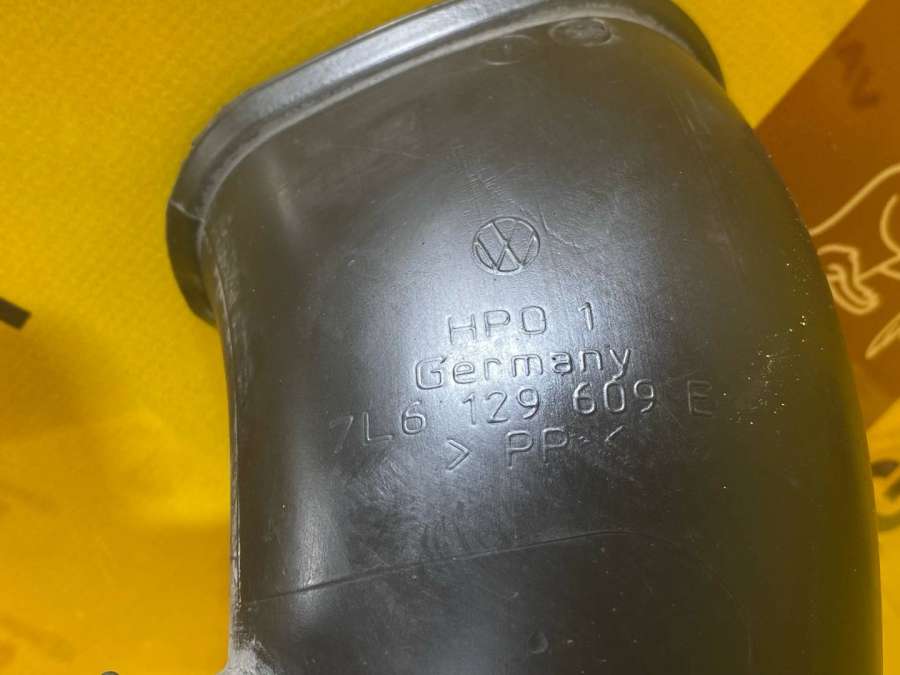 HPO 1
Germany
7L6 129 609 E
> PP <